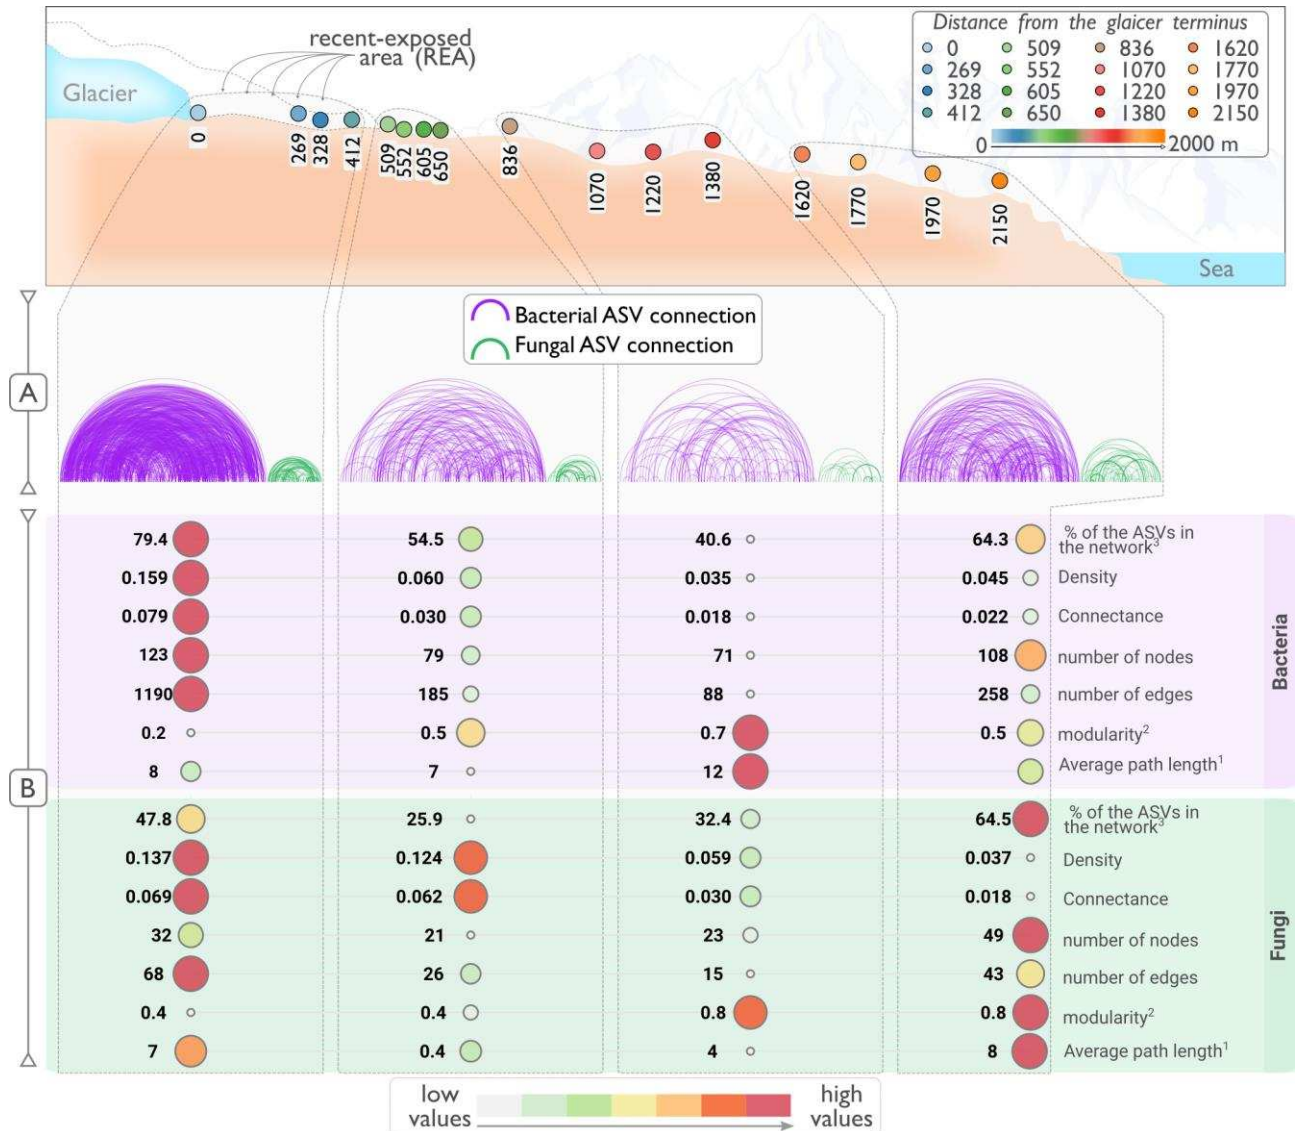 Distance from the glaicer terminus
0 509 836 1620
269 552 1070 1770
328 605 1220 1970
412 650 1380 2150
0 2000 m
recent-exposed
area (REA)
Glacier
0 269 328 412 509 552 605 650 836 1070 1220 1380 1620 1770 1970 2150
Sea
Bacterial ASV connection
Fungal ASV connection
A
B
79.4 54.5 40.6 64.3 % of the ASVs in
the network³
0.159 0.060 0.035 0.045 Density
0.079 0.030 0.018 0.022 Connectance
123 79 71 108 number of nodes
1190 185 88 258 number of edges
0.2 0.5 0.7 0.5 modularity²
8 7 12 Average path length¹
Bacteria
47.8 25.9 32.4 64.5 % of the ASVs in
the network³
0.137 0.124 0.059 0.037 Density
0.069 0.062 0.030 0.018 Connectance
32 21 23 49 number of nodes
68 26 15 43 number of edges
0.4 0.4 0.8 0.8 modularity²
7 0.4 4 8 Average path length¹
Fungi
low
values
high
values